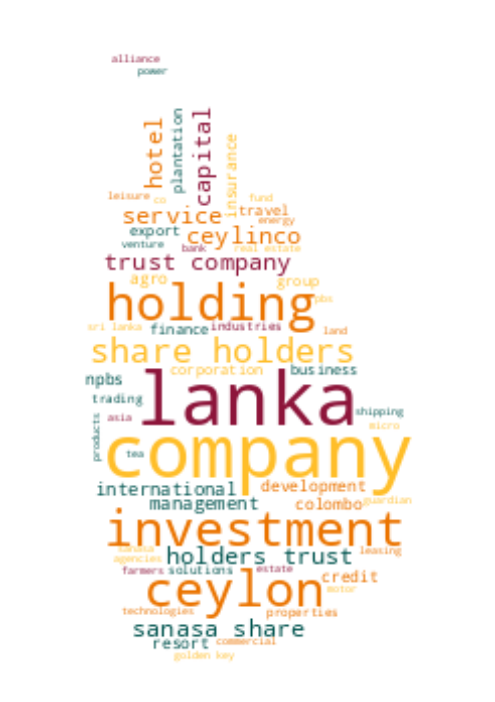 alliance
power
hotel
plantation
capital
insurance
leisure
co
fund
service
travel
energy
export
ceylinco
venture
bank
real estate
trust company
agro
group
holding
npbs
sri lanka
finance
industries
land
share holders
corporation
business
npbs
lanka
trading
asia
shipping
products
micro
company
tea
international
development
management
colombo
guardian
investment
sanasa
holders trust
leasing
agencies
farmers
solutions
estate
ceylon
credit
motor
technologies
properties
sanasa share
resort
commercial
golden key